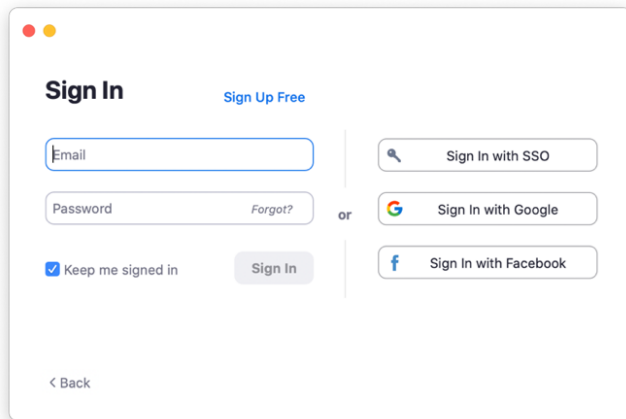 Sign In
Sign Up Free
Email
Password
Forgot?
Keep me signed in
Sign In
or
Sign In with SSO
Sign In with Google
Sign In with Facebook
< Back